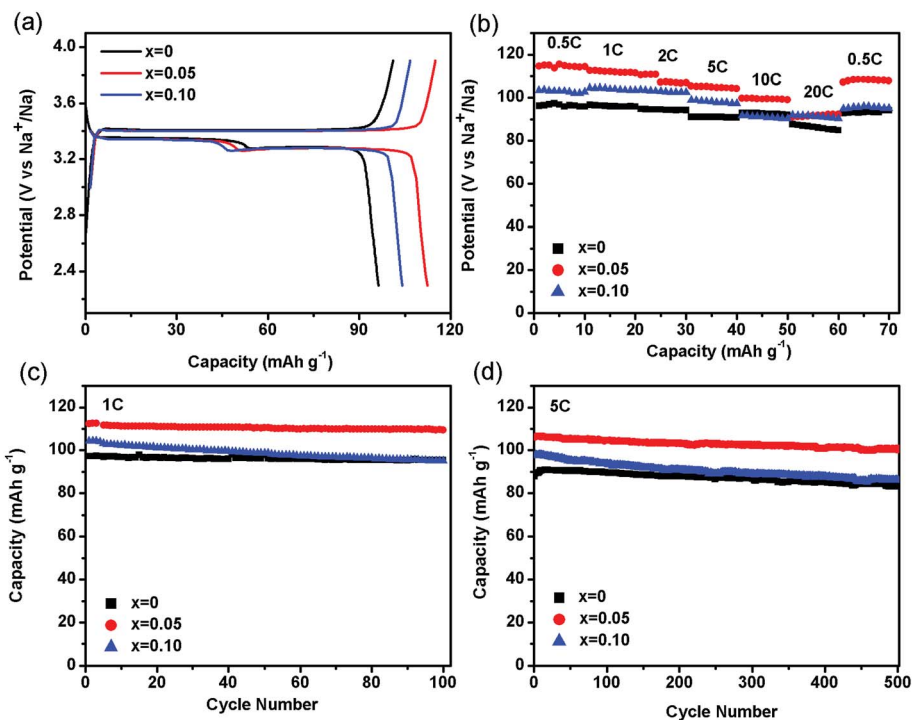 (a)
4.0
3.6
3.2
2.8
2.4
0 30 60 90 120
Potential (V vs Na⁺/Na)
Capacity (mAh g⁻¹)
x=0
x=0.05
x=0.10
(b)
120
100
80
60
40
20
0
0 10 20 30 40 50 60 70
Potential (V vs Na⁺/Na)
Capacity (mAh g⁻¹)
0.5C 1C 2C 5C 10C 20C 0.5C
x=0
x=0.05
x=0.10
(c)
1C
120
100
80
60
40
20
0
0 20 40 60 80 100
Capacity (mAh g⁻¹)
Cycle Number
x=0
x=0.05
x=0.10
(d)
5C
120
100
80
60
40
20
0
0 100 200 300 400 500
Capacity (mAh g⁻¹)
Cycle Number
x=0
x=0.05
x=0.10